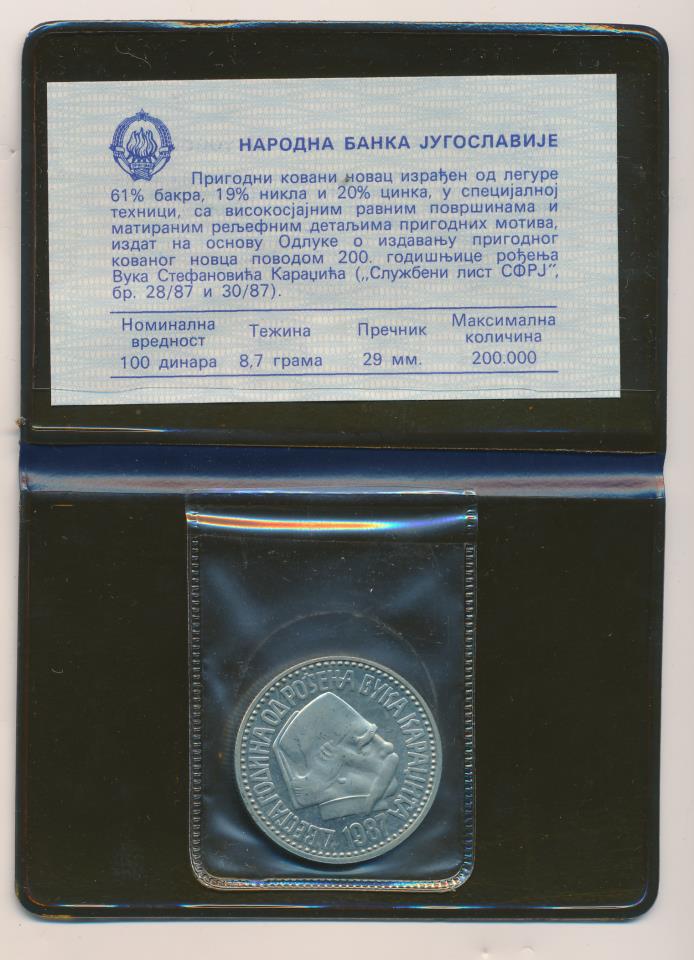 НАРОДНА БАНКА ЈУГОСЛАВИЈЕ
Пригодни ковани новац израђен од легуре
61% бакра, 19% никла и 20% цинка, у специјалној
техници, са високосјајним равним површинама и
матираним рељефним детаљима пригодних мотива,
издат на основу Одлуке о издавању пригодног
кованог новца поводом 200. годишњице рођења
Вука Стефановића Караџића („Службени лист СФРЈ",
бр. 28/87 и 30/87).
Номинална вредност Тежина Пречник Максимална количина
100 динара 8,7 грама 29 мм. 200.000
ДВЕСТА ГОДИНА ОД РОЂЕЊА ВУКА КАРАЏИЋА
1987